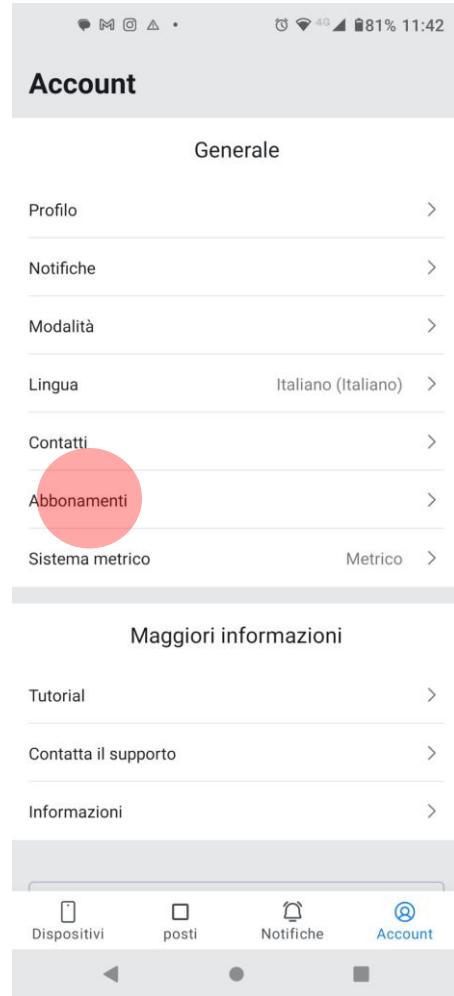 4G 81% 11:42
Account
Generale
Profilo
Notifiche
Modalità
Lingua Italiano (Italiano)
Contatti
Abbonamenti
Sistema metrico Metrico
Maggiori informazioni
Tutorial
Contatta il supporto
Informazioni
Dispositivi posti Notifiche Account